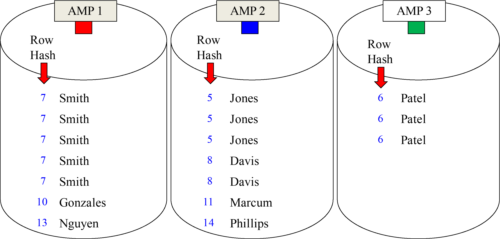 AMP 1
Row
Hash
7 Smith
7 Smith
7 Smith
7 Smith
7 Smith
10 Gonzales
13 Nguyen
AMP 2
Row
Hash
5 Jones
5 Jones
5 Jones
8 Davis
8 Davis
11 Marcum
14 Phillips
AMP 3
Row
Hash
6 Patel
6 Patel
6 Patel